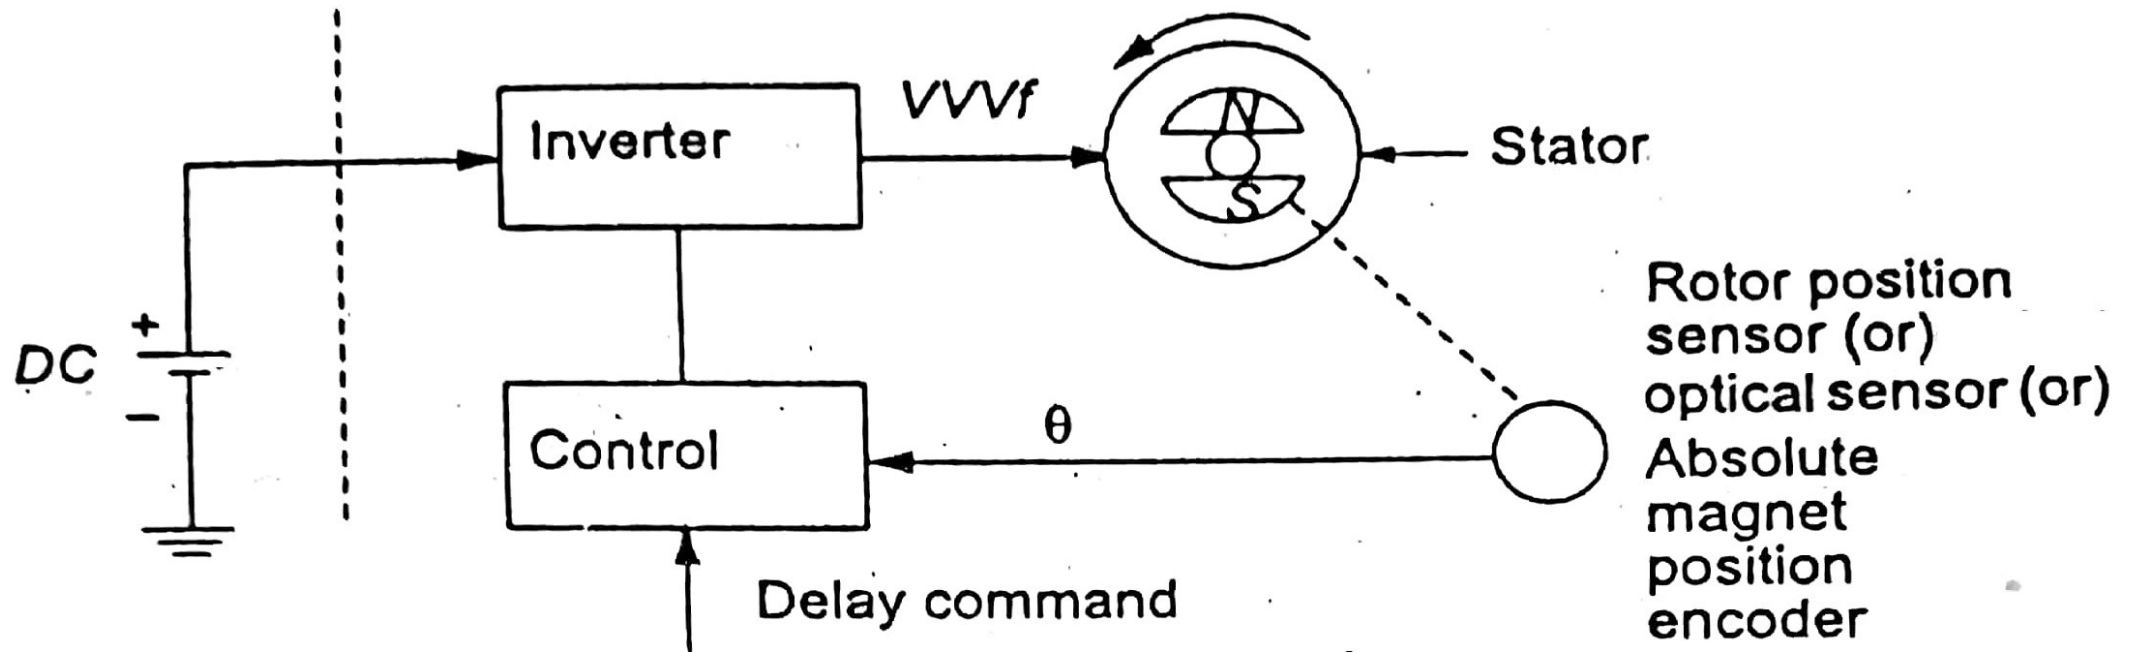 VVVf
Inverter
N
Stator
S
Rotor position
sensor (or)
+
DC
optical sensor (or)
−
θ
Control
Absolute
magnet
position
Delay command
encoder